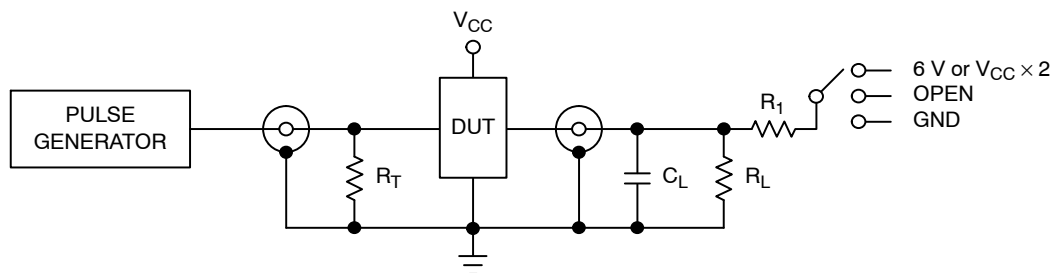 V_CC
6 V or V_CC × 2
OPEN
GND
R_1
PULSE
GENERATOR
DUT
R_T
C_L
R_L